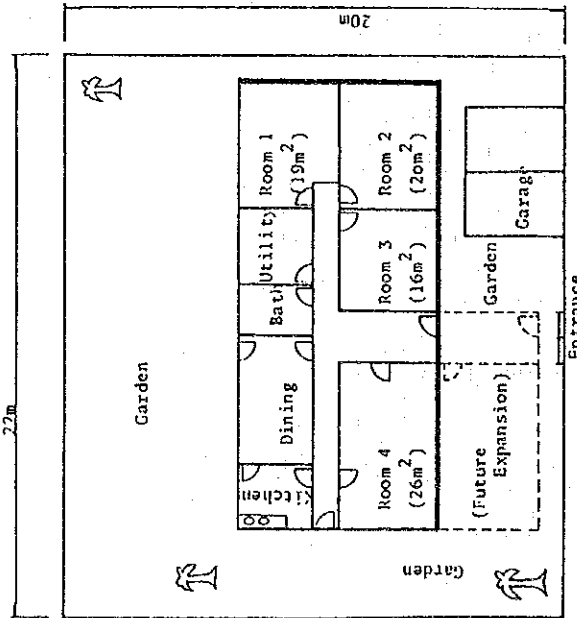 20m
22m
Garden
Kitchen
Dining
Bath
Utility
Room 1
(19m²)
Room 4
(26m²)
Room 3
(16m²)
Room 2
(2om²)
(Future
Expansion)
Garden
Garage
Garden
Entrance